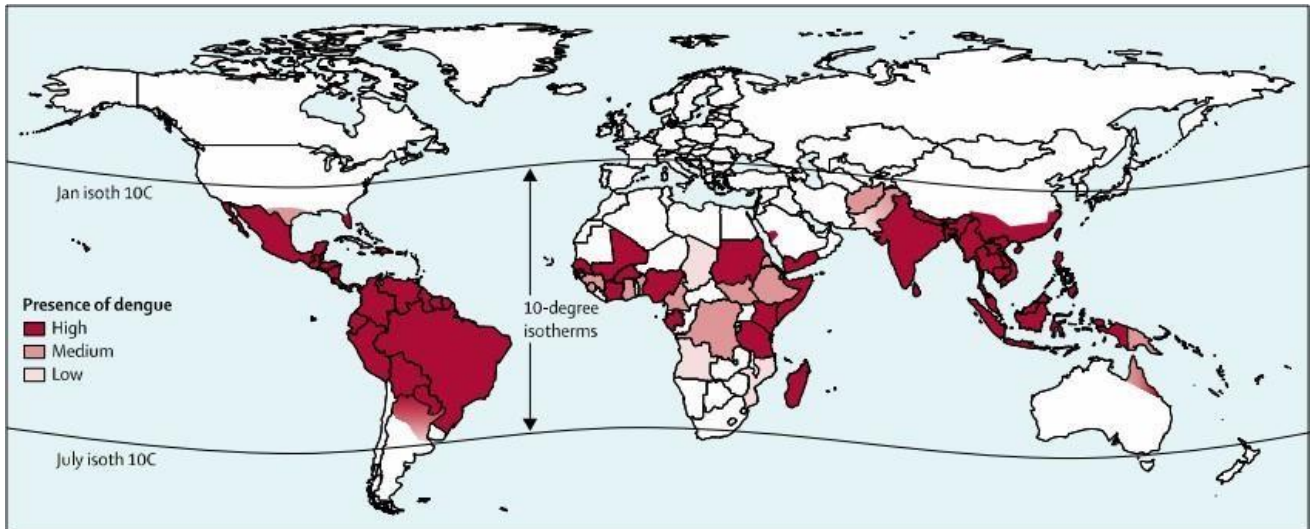 Jan isoth 10C
Presence of dengue
High
Medium
Low
10-degree
isotherms
July isoth 10C